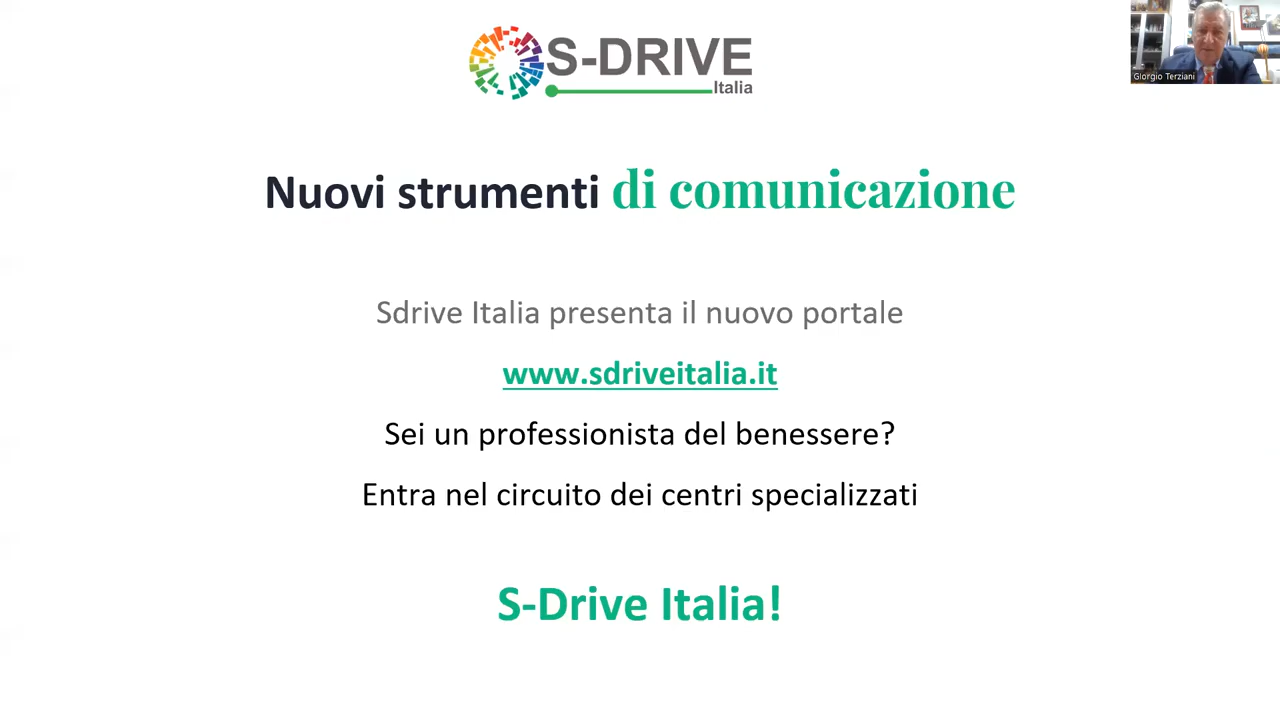 S-DRIVE
Italia
Giorgio Terziani
Nuovi strumenti di comunicazione
Sdrive Italia presenta il nuovo portale
www.sdriveitalia.it
Sei un professionista del benessere?
Entra nel circuito dei centri specializzati
S-Drive Italia!